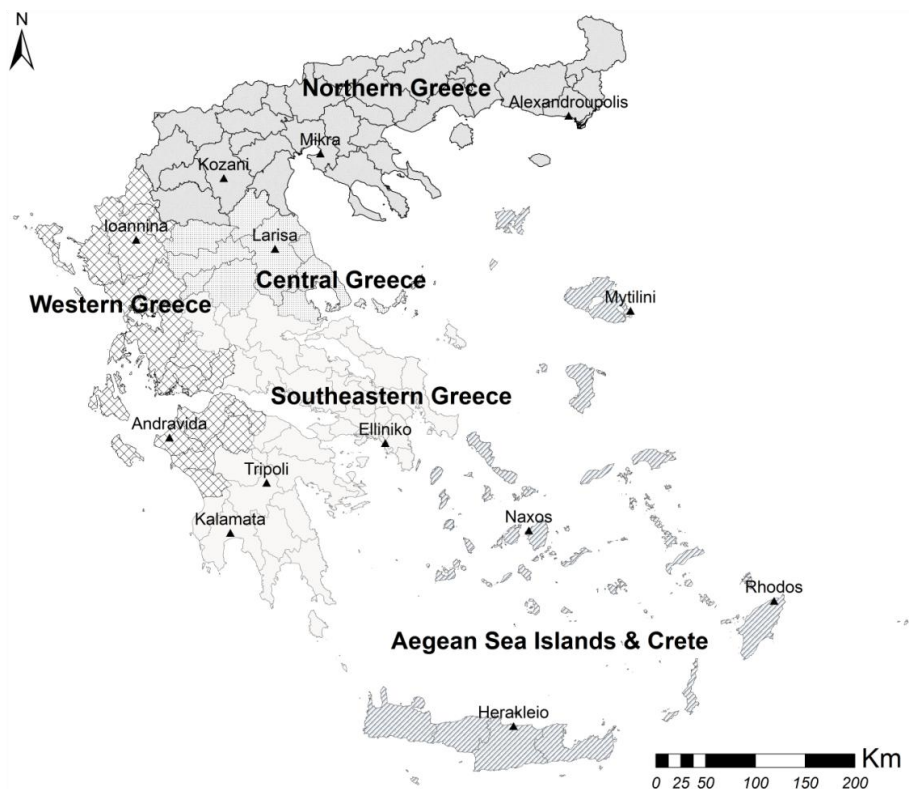 N
Northern Greece
Alexandroupolis
Mikra
Kozani
Ioannina
Larisa
Central Greece
Western Greece
Mytilini
Southeastern Greece
Andravida
Elliniko
Tripoli
Kalamata
Naxos
Rhodos
Aegean Sea Islands & Crete
Herakleio
Km
0 25 50 100 150 200